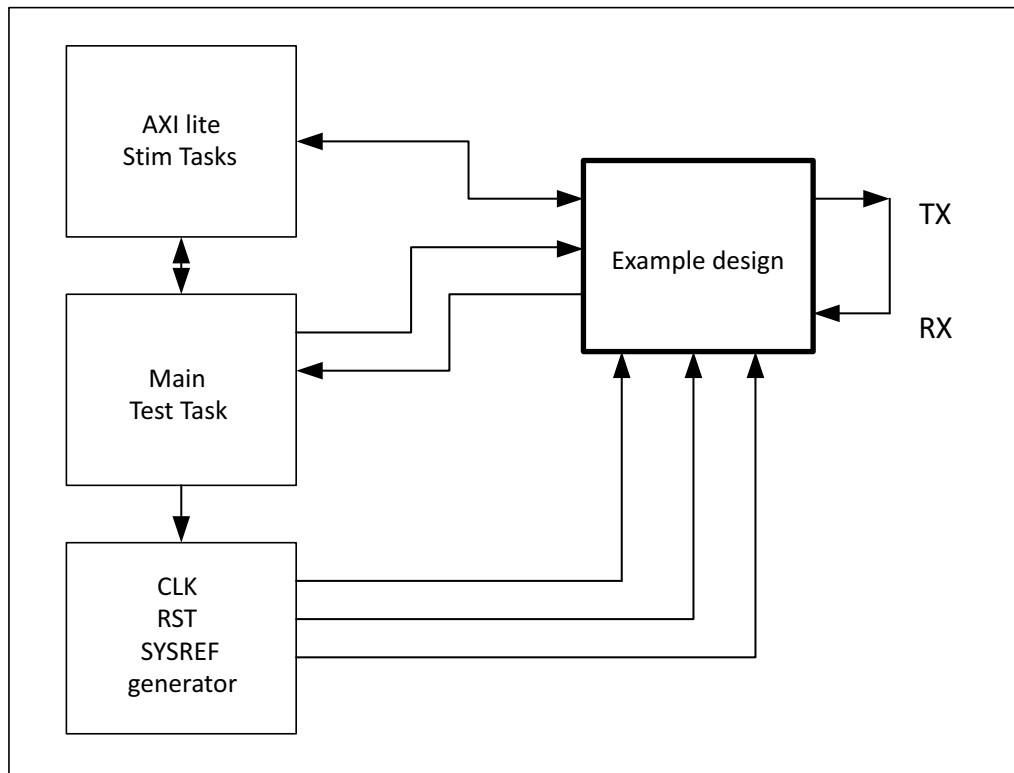 AXI lite
Stim Tasks
Example design
TX
RX
Main
Test Task
CLK
RST
SYSREF
generator